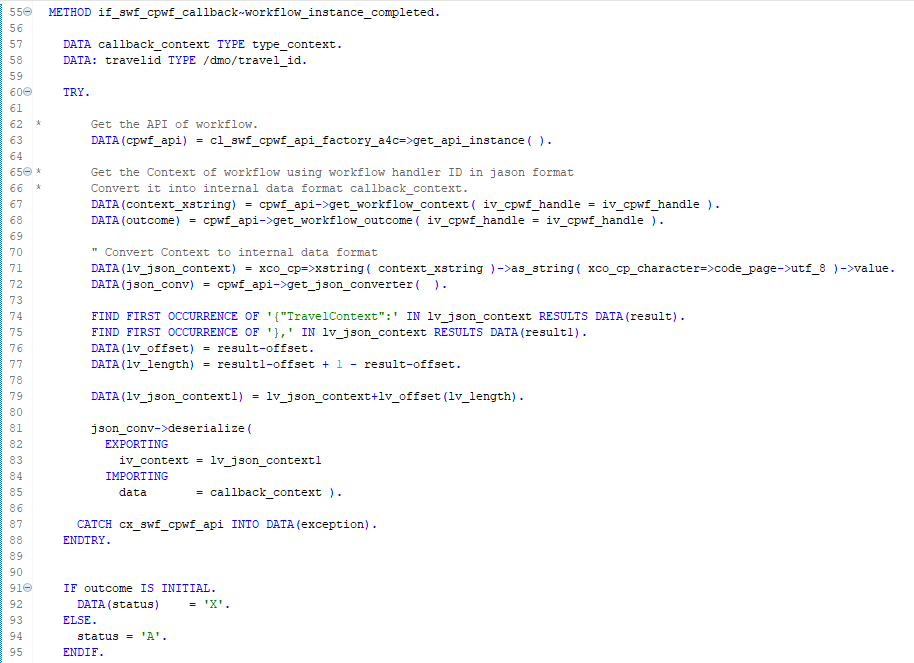 55 METHOD if_swf_cpwf_callback~workflow_instance_completed.
56
57 DATA callback_context TYPE type_context.
58 DATA: travelid TYPE /dmo/travel_id.
59
60 TRY.
61
62 * Get the API of workflow.
63 DATA(cpwf_api) = cl_swf_cpwf_api_factory_a4c=>get_api_instance( ).
64
65 * Get the Context of workflow using workflow handler ID in jason format
66 * Convert it into internal data format callback_context.
67 DATA(context_xstring) = cpwf_api->get_workflow_context( iv_cpwf_handle = iv_cpwf_handle ).
68 DATA(outcome) = cpwf_api->get_workflow_outcome( iv_cpwf_handle = iv_cpwf_handle ).
69
70 " Convert Context to internal data format
71 DATA(lv_json_context) = xco_cp=>xstring( context_xstring )->as_string( xco_cp_character=>code_page->utf_8 )->value.
72 DATA(json_conv) = cpwf_api->get_json_converter(  ).
73
74 FIND FIRST OCCURRENCE OF '{"TravelContext":' IN lv_json_context RESULTS DATA(result).
75 FIND FIRST OCCURRENCE OF '},' IN lv_json_context RESULTS DATA(result1).
76 DATA(lv_offset) = result-offset.
77 DATA(lv_length) = result1-offset + 1 - result-offset.
78
79 DATA(lv_json_context1) = lv_json_context+lv_offset(lv_length).
80
81 json_conv->deserialize(
82 EXPORTING
83 iv_context = lv_json_context1
84 IMPORTING
85 data       = callback_context ).
86
87 CATCH cx_swf_cpwf_api INTO DATA(exception).
88 ENDTRY.
89
90
91 IF outcome IS INITIAL.
92 DATA(status)    = 'X'.
93 ELSE.
94 status = 'A'.
95 ENDIF.